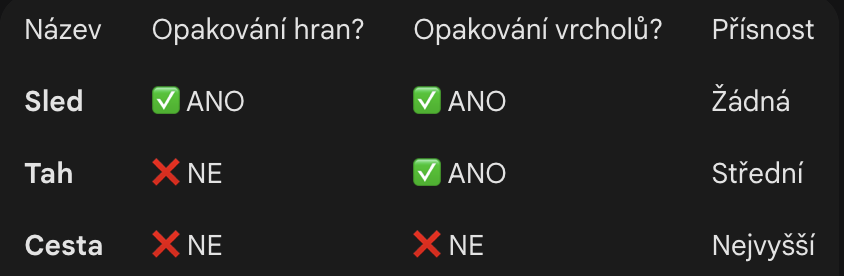 Název Opakování hran? Opakování vrcholů? Přísnost
Sled ✅ ANO ✅ ANO Žádná
Tah ❌ NE ✅ ANO Střední
Cesta ❌ NE ❌ NE Nejvyšší